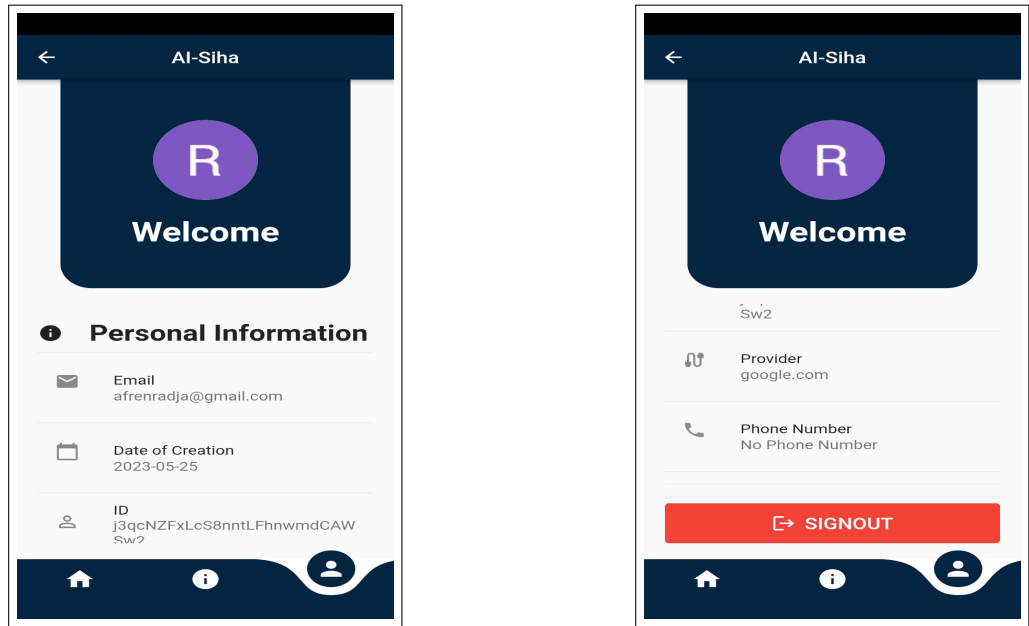 Al-Siha
R
Welcome
Personal Information
Email
afrenradja@gmail.com
Date of Creation
2023-05-25
ID
j3qcNZFxLcS8nntLFhnwmdCAW
Sw2
Al-Siha
R
Welcome
Sw2
Provider
google.com
Phone Number
No Phone Number
SIGNOUT